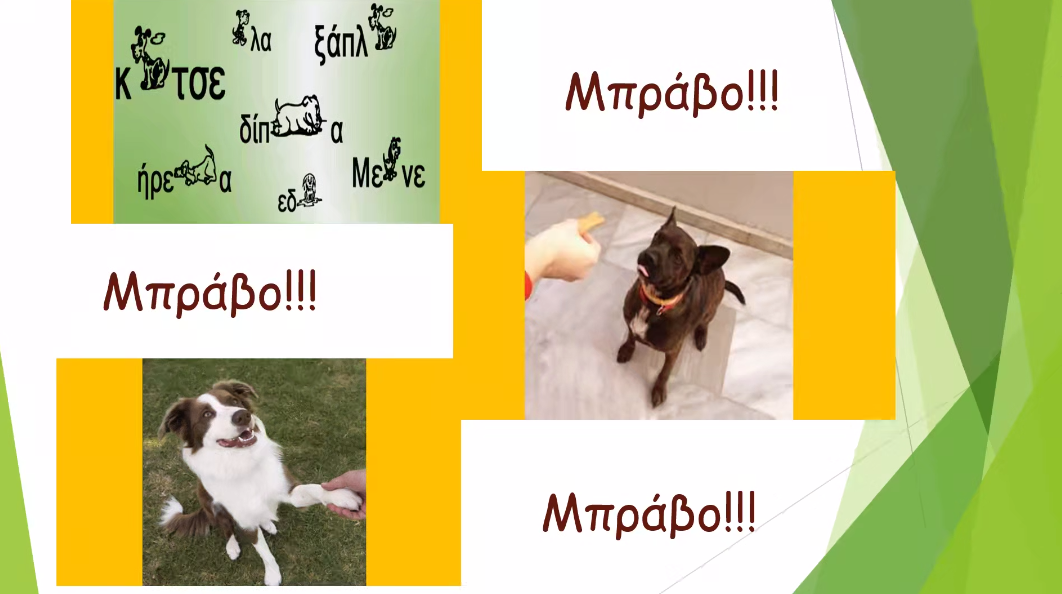 λα ξάπλ
κ τσε
δίπ α
ήρε α
Με νε
εδ
Μπράβο!!!
Μπράβο!!!
Μπράβο!!!